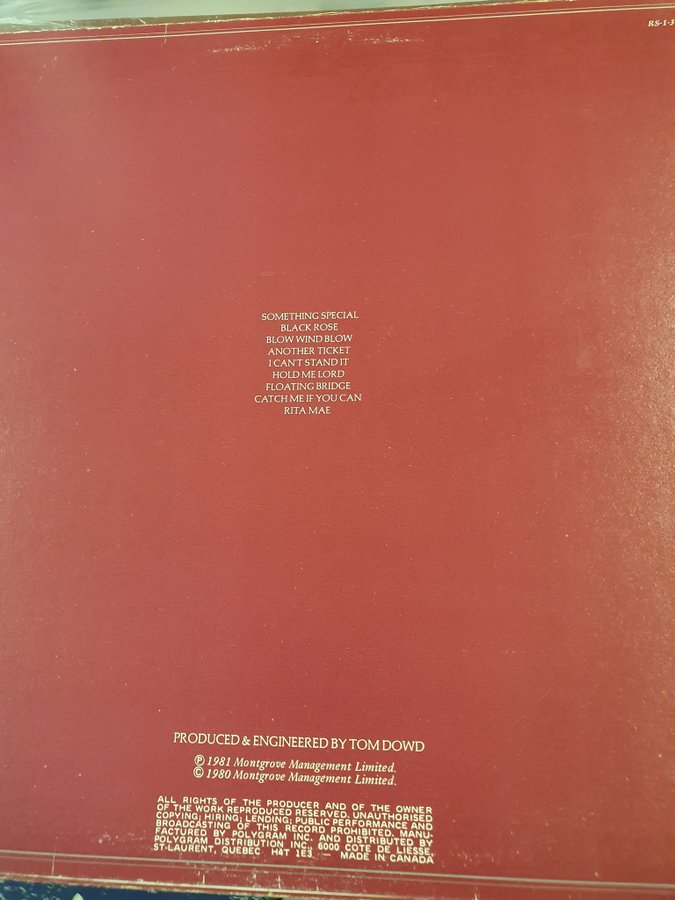 RS-1-3
SOMETHING SPECIAL
BLACK ROSE
BLOW WIND BLOW
ANOTHER TICKET
I CAN'T STAND IT
HOLD ME LORD
FLOATING BRIDGE
CATCH ME IF YOU CAN
RITA MAE
PRODUCED & ENGINEERED BY TOM DOWD
℗ 1981 Montgrove Management Limited.
© 1980 Montgrove Management Limited.
ALL RIGHTS OF THE PRODUCER AND OF THE OWNER
OF THE WORK REPRODUCED RESERVED. UNAUTHORISED
COPYING; HIRING; LENDING; PUBLIC PERFORMANCE AND
BROADCASTING OF THIS RECORD PROHIBITED. MANU-
FACTURED BY POLYGRAM INC. AND DISTRIBUTED BY
POLYGRAM DISTRIBUTION INC., 6000 COTE DE LIESSE,
ST-LAURENT, QUEBEC H4T 1E3 — MADE IN CANADA